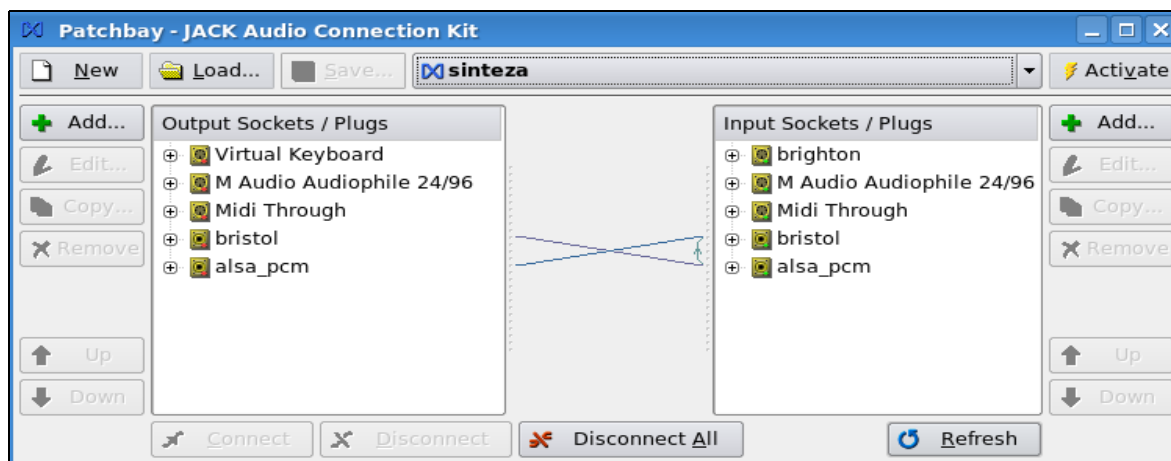 Patchbay - JACK Audio Connection Kit
New Load... Save... sinteza Activate
Add... Output Sockets / Plugs Input Sockets / Plugs Add...
Edit... Virtual Keyboard brighton Edit...
M Audio Audiophile 24/96 M Audio Audiophile 24/96
Copy... Midi Through Midi Through Copy...
Remove bristol bristol Remove
alsa_pcm alsa_pcm
Up Up
Down Down
Connect Disconnect Disconnect All Refresh